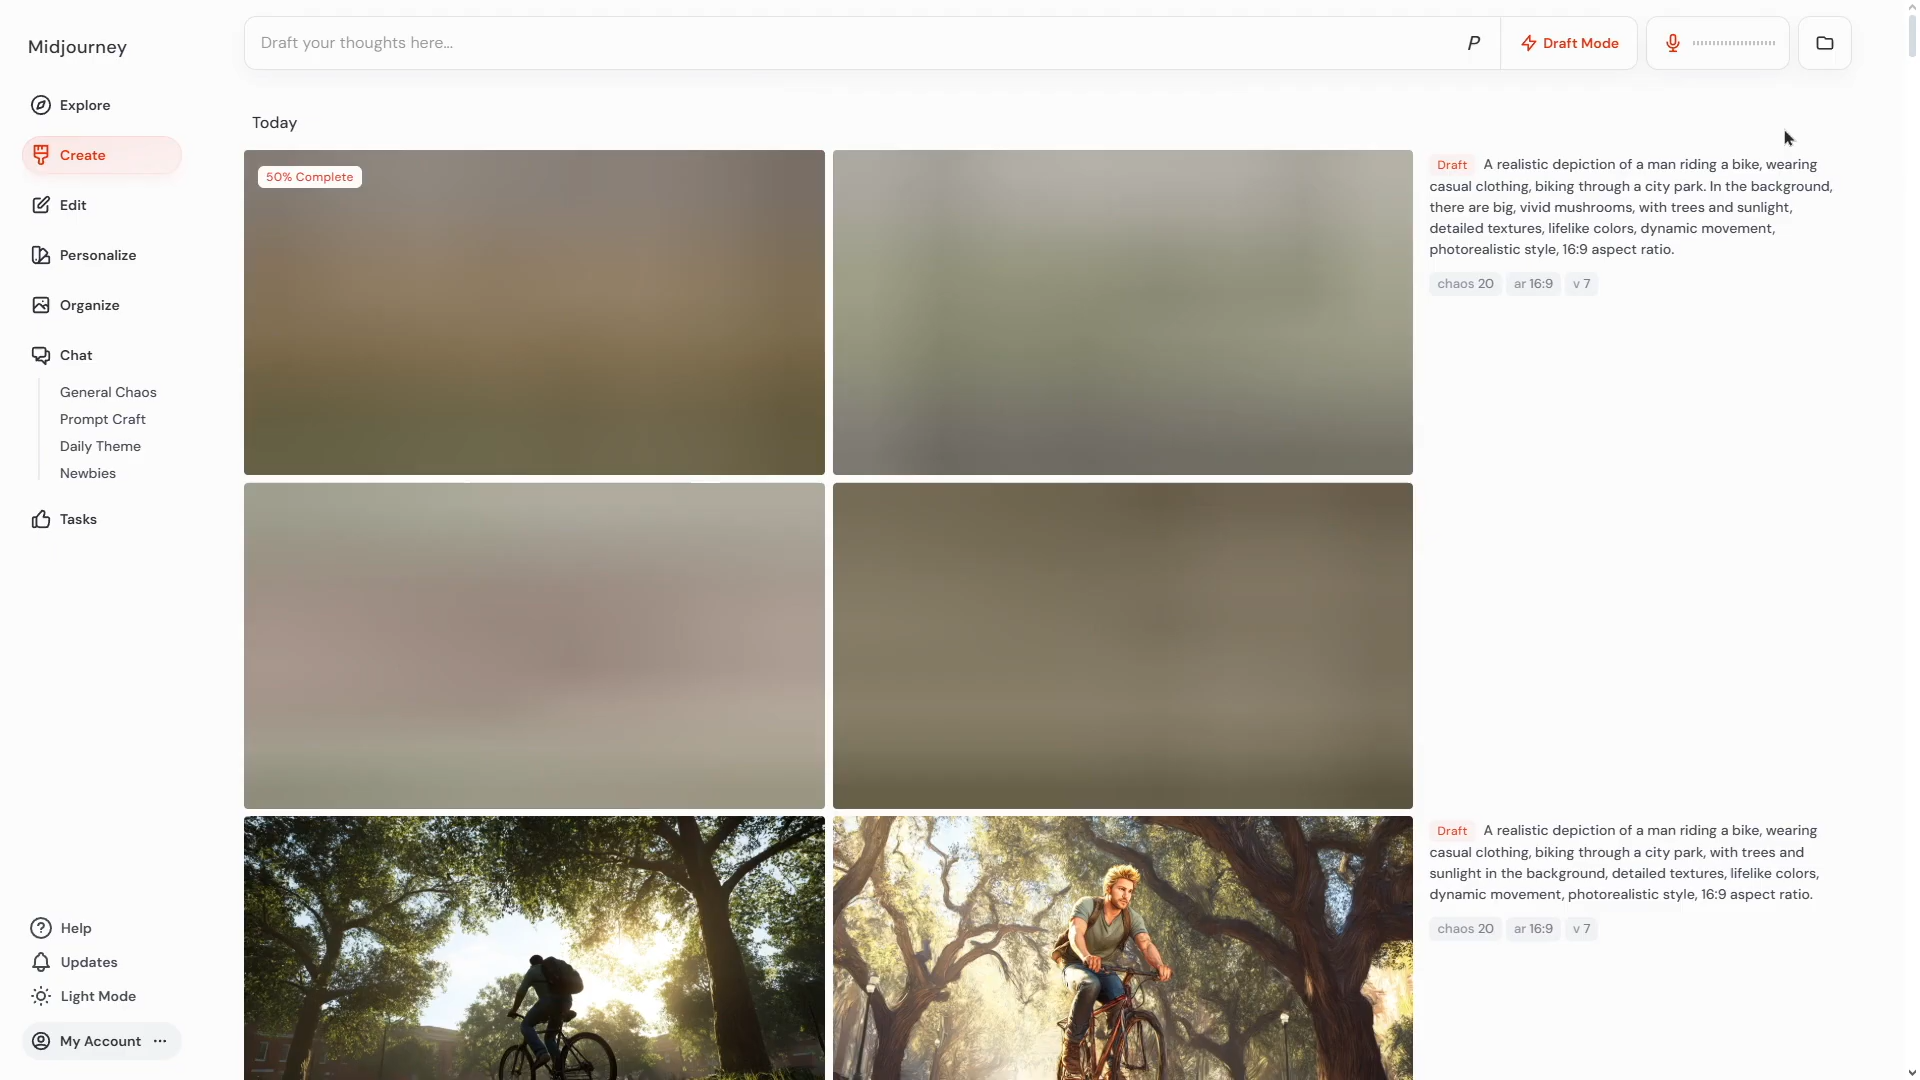 Midjourney
Explore
Create
Edit
Personalize
Organize
Chat
General Chaos
Prompt Craft
Daily Theme
Newbies
Tasks
Help
Updates
Light Mode
My Account
Draft your thoughts here...
P
Draft Mode
Today
50% Complete
Draft A realistic depiction of a man riding a bike, wearing
casual clothing, biking through a city park. In the background,
there are big, vivid mushrooms, with trees and sunlight,
detailed textures, lifelike colors, dynamic movement,
photorealistic style, 16:9 aspect ratio.
chaos 20 ar 16:9 v 7
Draft A realistic depiction of a man riding a bike, wearing
casual clothing, biking through a city park, with trees and
sunlight in the background, detailed textures, lifelike colors,
dynamic movement, photorealistic style, 16:9 aspect ratio.
chaos 20 ar 16:9 v 7